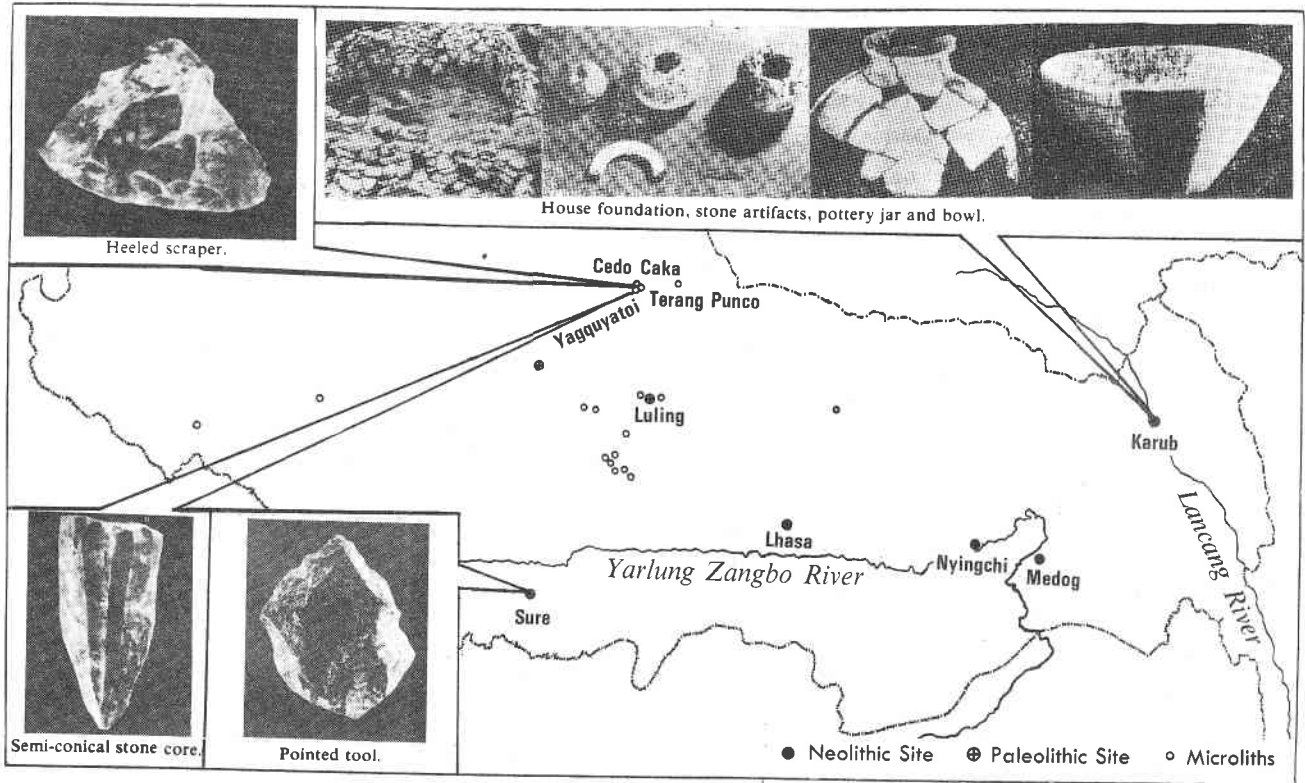 House foundation, stone artifacts, pottery jar and bowl.
Heeled scraper.
Cedo Caka
Terang Punco
Yagquyatoi
Luling
Karub
Lancang River
Lhasa
Nyingchi
Medog
Yarlung Zangbo River
Sure
Semi-conical stone core.
Pointed tool.
Neolithic Site
Paleolithic Site
Microliths